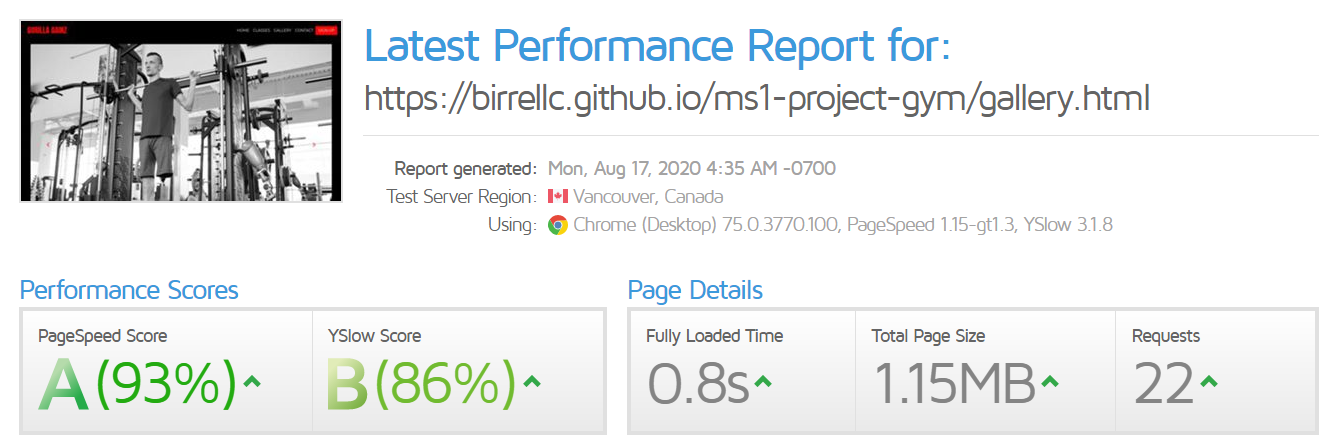 GORILLA GAINZ
HOME CLASSES GALLERY CONTACT SIGN UP
Latest Performance Report for:
https://birrellc.github.io/ms1-project-gym/gallery.html
Report generated: Mon, Aug 17, 2020 4:35 AM -0700
Test Server Region: Vancouver, Canada
Using: Chrome (Desktop) 75.0.3770.100, PageSpeed 1.15-gt1.3, YSlow 3.1.8
Performance Scores
Page Details
PageSpeed Score
YSlow Score
Fully Loaded Time
Total Page Size
Requests
A (93%)
B (86%)
0.8s
1.15MB
22